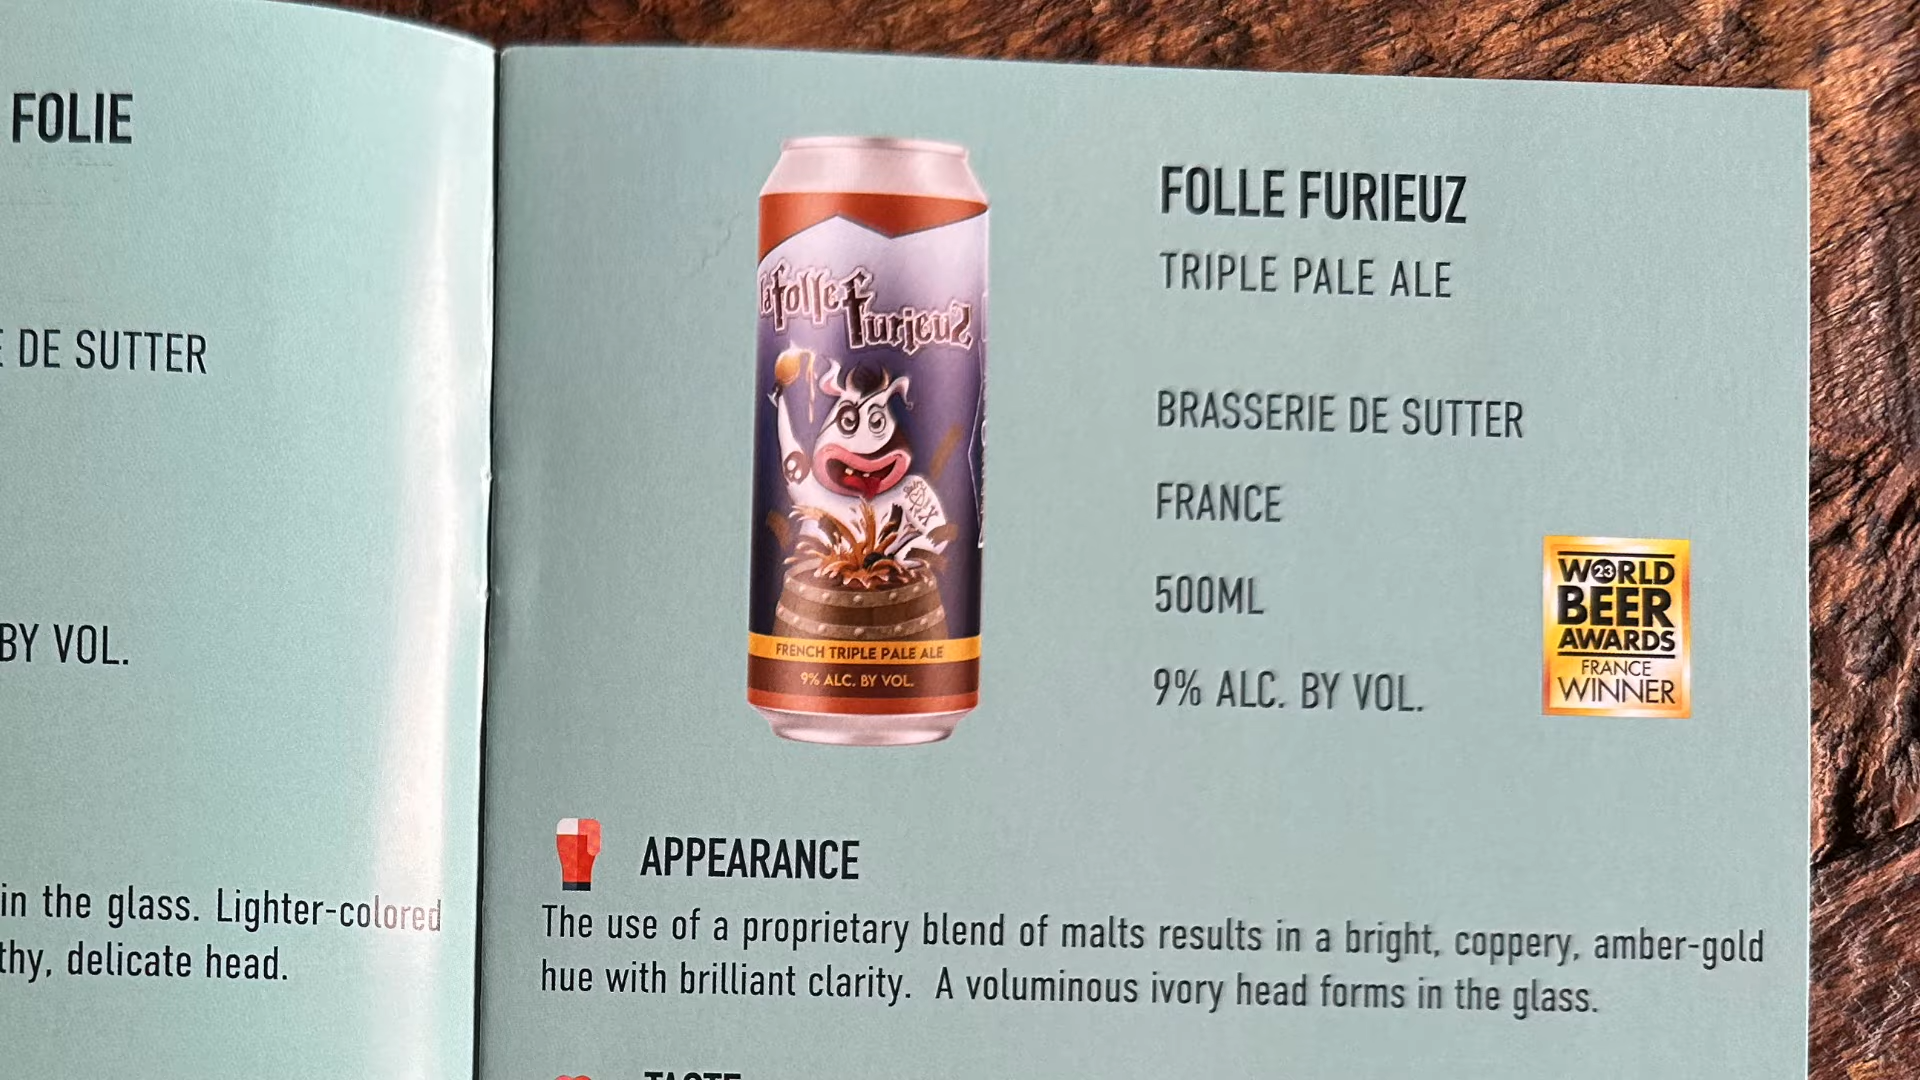 FOLIE
DE SUTTER
BY VOL.
in the glass. Lighter-colored
thy, delicate head.
la folle
FurieuZ
FRENCH TRIPLE PALE ALE
9% ALC. BY VOL.
FOLLE FURIEUZ
TRIPLE PALE ALE
BRASSERIE DE SUTTER
FRANCE
500ML
9% ALC. BY VOL.
W23RLD
BEER
AWARDS
FRANCE
WINNER
APPEARANCE
The use of a proprietary blend of malts results in a bright, coppery, amber-gold
hue with brilliant clarity. A voluminous ivory head forms in the glass.
TASTE